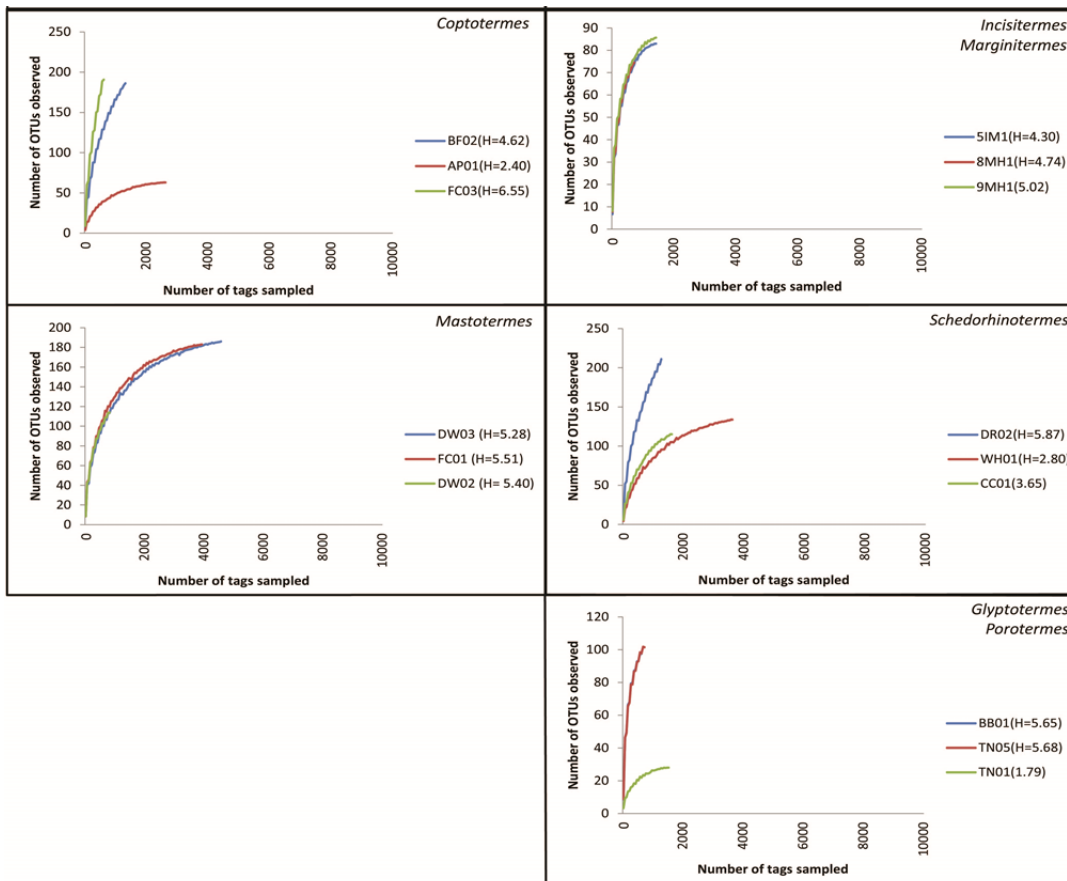 Coptotermes
250
200
150
100
50
0
Number of OTUs observed
0
2000
4000
6000
8000
10000
Number of tags sampled
BF02(H=4.62)
AP01(H=2.40)
FC03(H=6.55)
Incisitermes
Marginitermes
90
80
70
60
50
40
30
20
10
0
Number of OTUs observed
0
2000
4000
6000
8000
10000
Number of tags sampled
5IM1(H=4.30)
8MH1(H=4.74)
9MH1(5.02)
Mastotermes
200
180
160
140
120
100
80
60
40
20
0
Number of OTUs observed
0
2000
4000
6000
8000
10000
Number of tags sampled
DW03 (H=5.28)
FC01 (H=5.51)
DW02 (H= 5.40)
Schedorhinotermes
250
200
150
100
50
0
Number of OTUs observed
0
2000
4000
6000
8000
10000
Number of tags sampled
DR02(H=5.87)
WH01(H=2.80)
CC01(3.65)
Glyptotermes
Porotermes
120
100
80
60
40
20
0
Number of OTUs observed
0
2000
4000
6000
8000
10000
Number of tags sampled
BB01(H=5.65)
TN05(H=5.68)
TN01(1.79)